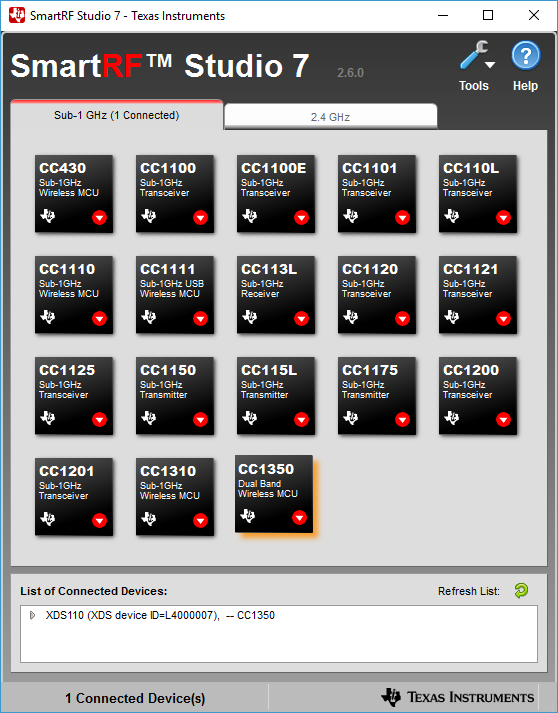 SmartRF Studio 7 - Texas Instruments
SmartRF™ Studio 7 2.6.0
Tools Help
Sub-1 GHz (1 Connected) 2.4 GHz
CC430 CC1100 CC1100E CC1101 CC110L
Sub-1GHz Sub-1GHz Sub-1GHz Sub-1GHz Sub-1GHz
Wireless MCU Transceiver Transceiver Transceiver Transceiver
CC1110 CC1111 CC113L CC1120 CC1121
Sub-1GHz Sub-1GHz USB Sub-1GHz Sub-1GHz Sub-1GHz
Wireless MCU Wireless MCU Receiver Transceiver Transceiver
CC1125 CC1150 CC115L CC1175 CC1200
Sub-1GHz Sub-1GHz Sub-1GHz Sub-1GHz Sub-1GHz
Transceiver Transmitter Transmitter Transmitter Transceiver
CC1201 CC1310 CC1350
Sub-1GHz Sub-1GHz Dual Band
Transceiver Wireless MCU Wireless MCU
List of Connected Devices: Refresh List:
XDS110 (XDS device ID=L4000007), -- CC1350
1 Connected Device(s) TEXAS INSTRUMENTS